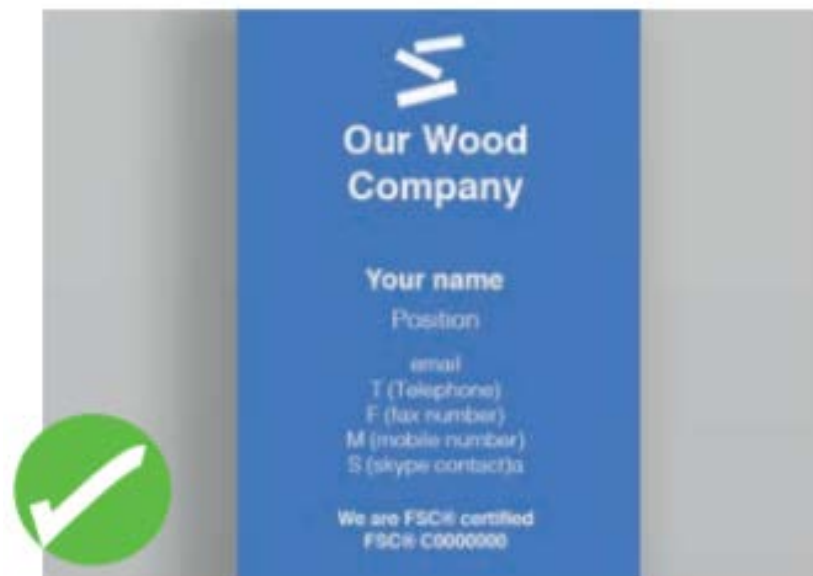 Our Wood
Company
Your name
Position
email
T (Telephone)
F (fax number)
M (mobile number)
S (skype contact)a
We are FSC® certified
FSC® C0000000